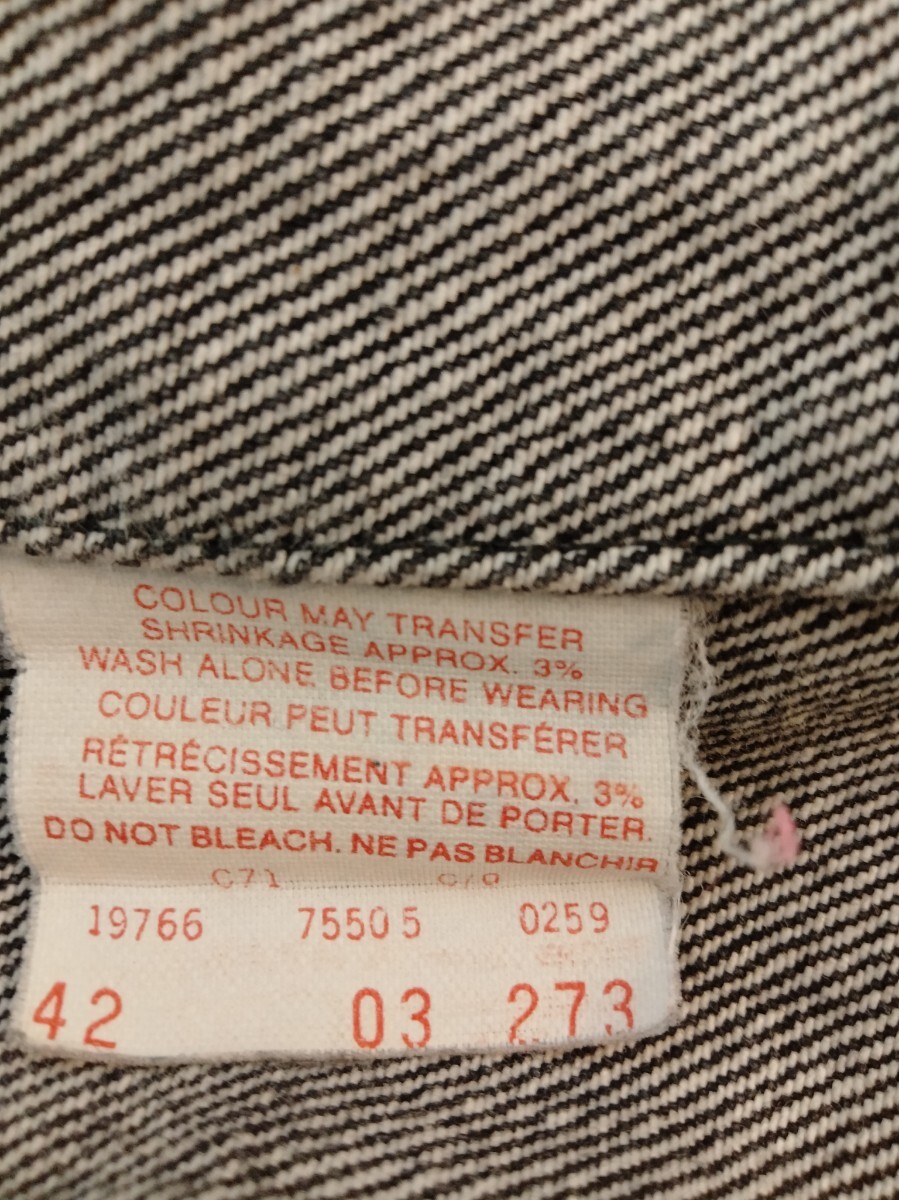 COLOUR MAY TRANSFER
SHRINKAGE APPROX. 3%
WASH ALONE BEFORE WEARING
COULEUR PEUT TRANSFÉRER
RÉTRÉCISSEMENT APPROX. 3%
LAVER SEUL AVANT DE PORTER.
DO NOT BLEACH. NE PAS BLANCHIR
C71
19766 75505 0259
42 03 273